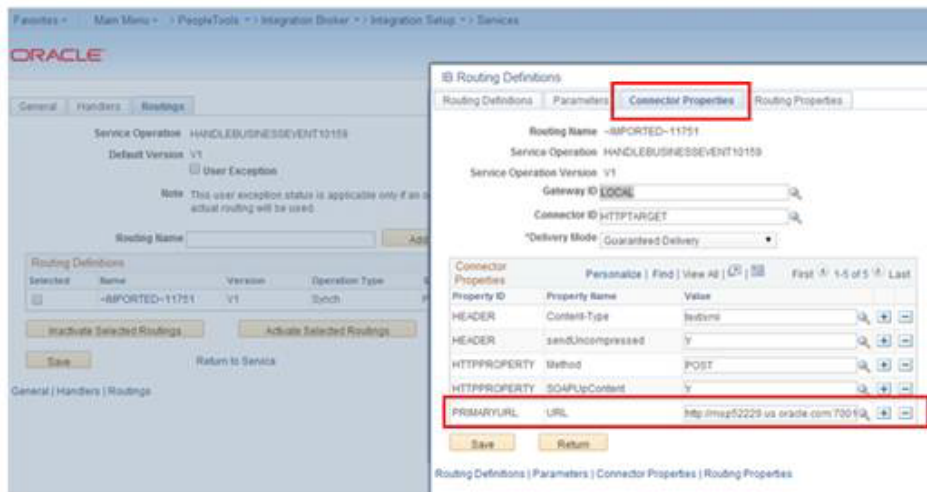 Favorites Main Menu > PeopleTools > Integration Broker > Integration Setup > Services
ORACLE
General Handlers Routings
Service Operation HANDLEBUSINESSEVENT10159
Default Version V1
User Exception
Note This user exception status is applicable only if an
actual routing will be used.
Routing Name
Routing Definitions
Selected Name Version Operation Type
~IMPORTED~11751 V1 Synch
Inactivate Selected Routings Activate Selected Routings
Save Return to Service
General | Handlers | Routings
IB Routing Definitions
Routing Definitions Parameters Connector Properties Routing Properties
Routing Name ~IMPORTED~11751
Service Operation HANDLEBUSINESSEVENT10159
Service Operation Version V1
Gateway ID LOCAL
Connector ID HTTPTARGET
*Delivery Mode Guaranteed Delivery
Connector Properties Personalize | Find | View All | First 1-5 of 5 Last
Property ID Property Name Value
HEADER Content-Type text/xml
HEADER sendUncompressed Y
HTTPPROPERTY Method POST
HTTPPROPERTY SOAPUpContent Y
PRIMARYURL URL
Save Return
Routing Definitions | Parameters | Connector Properties | Routing Properties